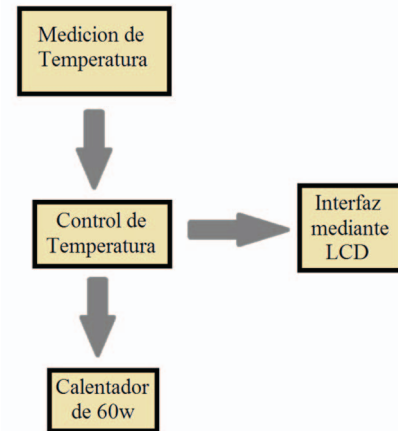 Medicion de
Temperatura
Control de
Temperatura
Interfaz
mediante
LCD
Calentador
de 60w